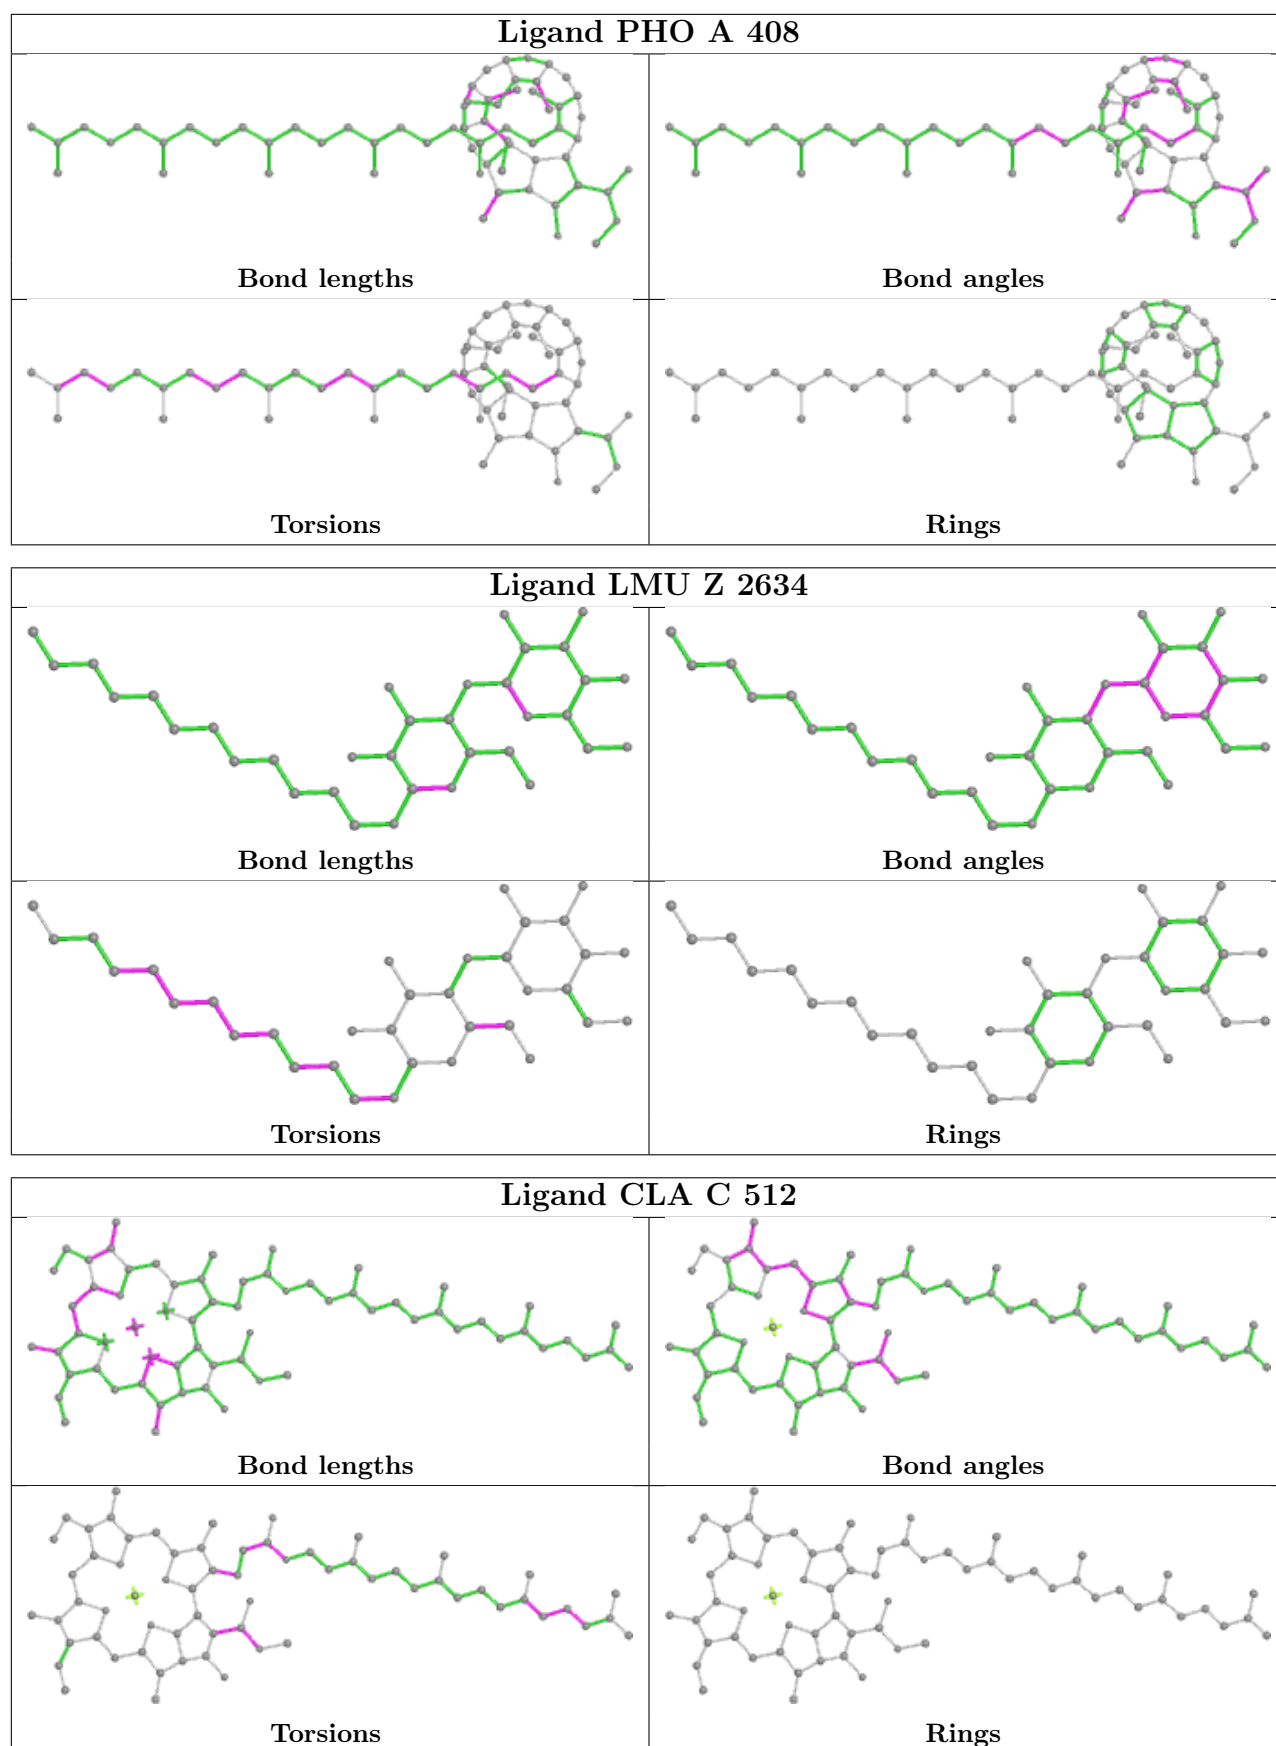 Ligand PHO A 408
Bond lengths
Bond angles
Torsions
Rings
Ligand LMU Z 2634
Bond lengths
Bond angles
Torsions
Rings
Ligand CLA C 512
Bond lengths
Bond angles
Torsions
Rings